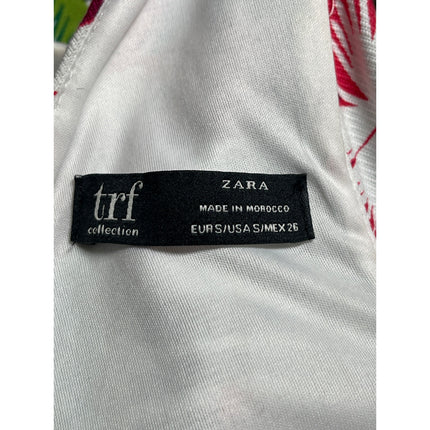 trf
collection
ZARA
MADE IN MOROCCO
EUR S/USA S/MEX 26